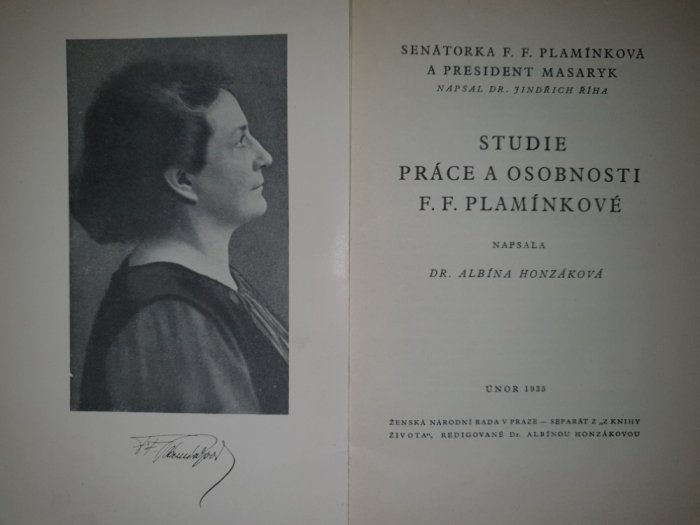 SENÁTORKA F. F. PLAMÍNKOVÁ
A PRESIDENT MASARYK
NAPSAL DR. JINDŘICH ŘÍHA
STUDIE
PRÁCE A OSOBNOSTI
F. F. PLAMÍNKOVÉ
NAPSALA
DR. ALBÍNA HONZÁKOVÁ
ÚNOR 1935
ŽENSKÁ NÁRODNÍ RADA V PRAZE — SEPARÁT Z „Z KNIHY
ŽIVOTA“, REDIGOVANÉ Dr. ALBÍNOU HONZÁKOVOU